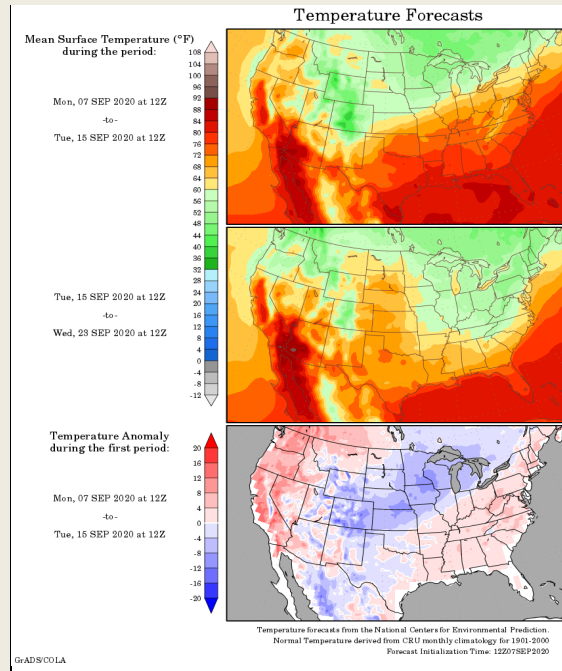 Temperature Forecasts
Mean Surface Temperature (°F)
during the period:
Mon, 07 SEP 2020 at 12Z
-to-
Tue, 15 SEP 2020 at 12Z
108
104
100
96
92
88
84
80
76
72
68
64
60
56
52
48
44
40
36
32
28
24
20
16
12
8
4
0
-4
-8
-12
Tue, 15 SEP 2020 at 12Z
-to-
Wed, 23 SEP 2020 at 12Z
Temperature Anomaly
during the first period:
Mon, 07 SEP 2020 at 12Z
-to-
Tue, 15 SEP 2020 at 12Z
20
16
12
8
4
0
-4
-8
-12
-16
-20
Temperature forecasts from the National Centers for Environmental Prediction.
Normal Temperature derived from CRU monthly climatology for 1901-2000
Forecast Initialization Time: 12Z07SEP2020
GrADS/COLA